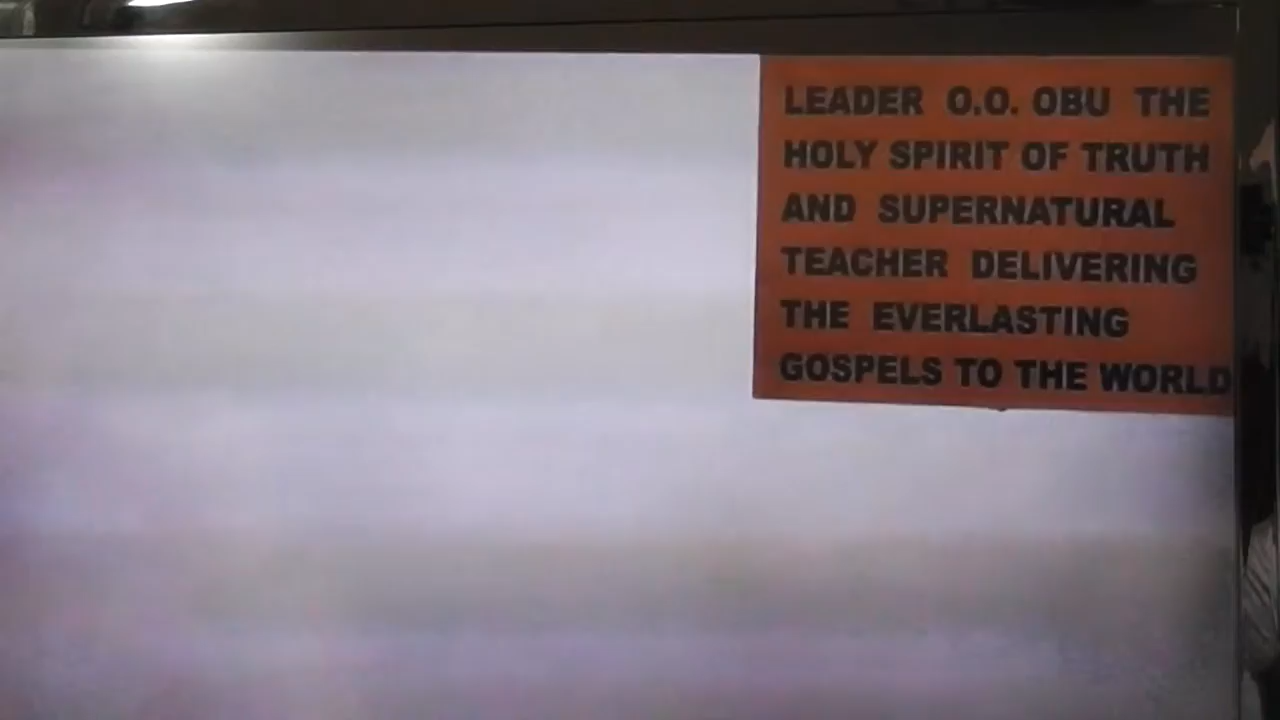 LEADER O.O. OBU THE
HOLY SPIRIT OF TRUTH
AND SUPERNATURAL
TEACHER DELIVERING
THE EVERLASTING
GOSPELS TO THE WORLD